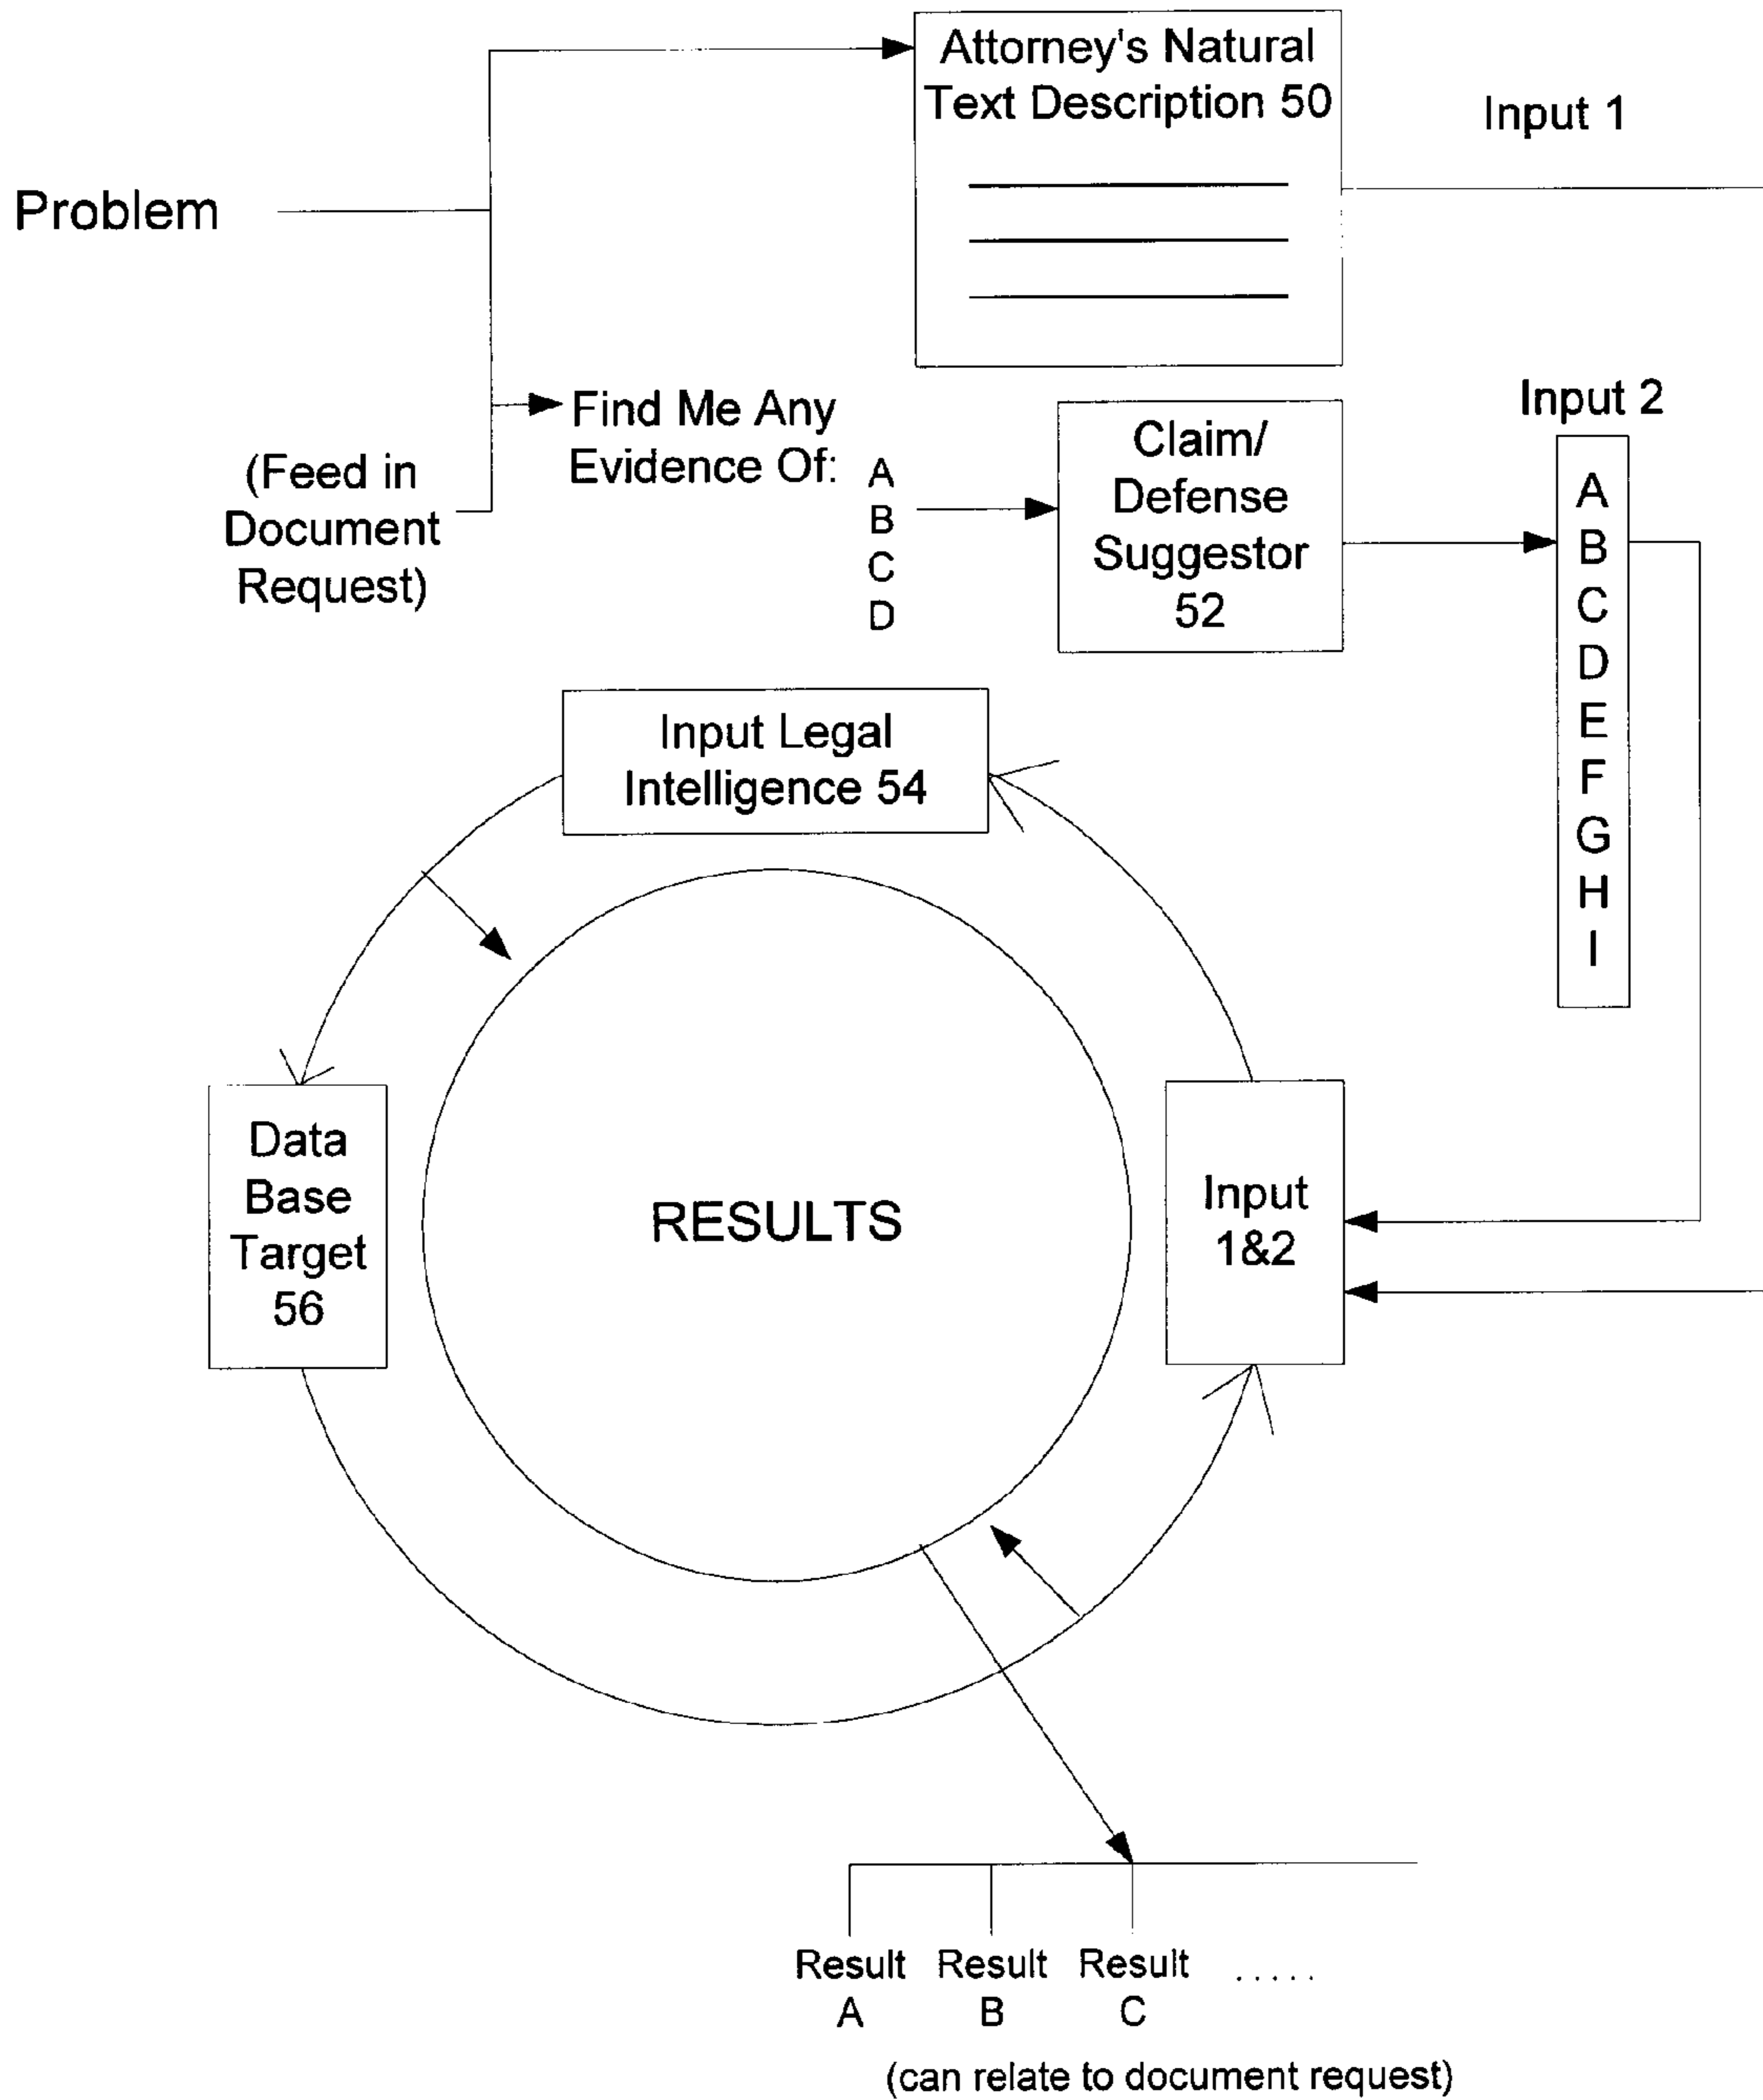 Attorney's Natural
Text Description 50
Input 1
Problem
Find Me Any
Evidence Of:
A
B
C
D
(Feed in
Document
Request)
Claim/
Defense
Suggestor
52
Input 2
A
B
C
D
E
F
G
H
I
Input Legal
Intelligence 54
Data
Base
Target
56
RESULTS
Input
1&2
Result Result Result .....
A B C
(can relate to document request)